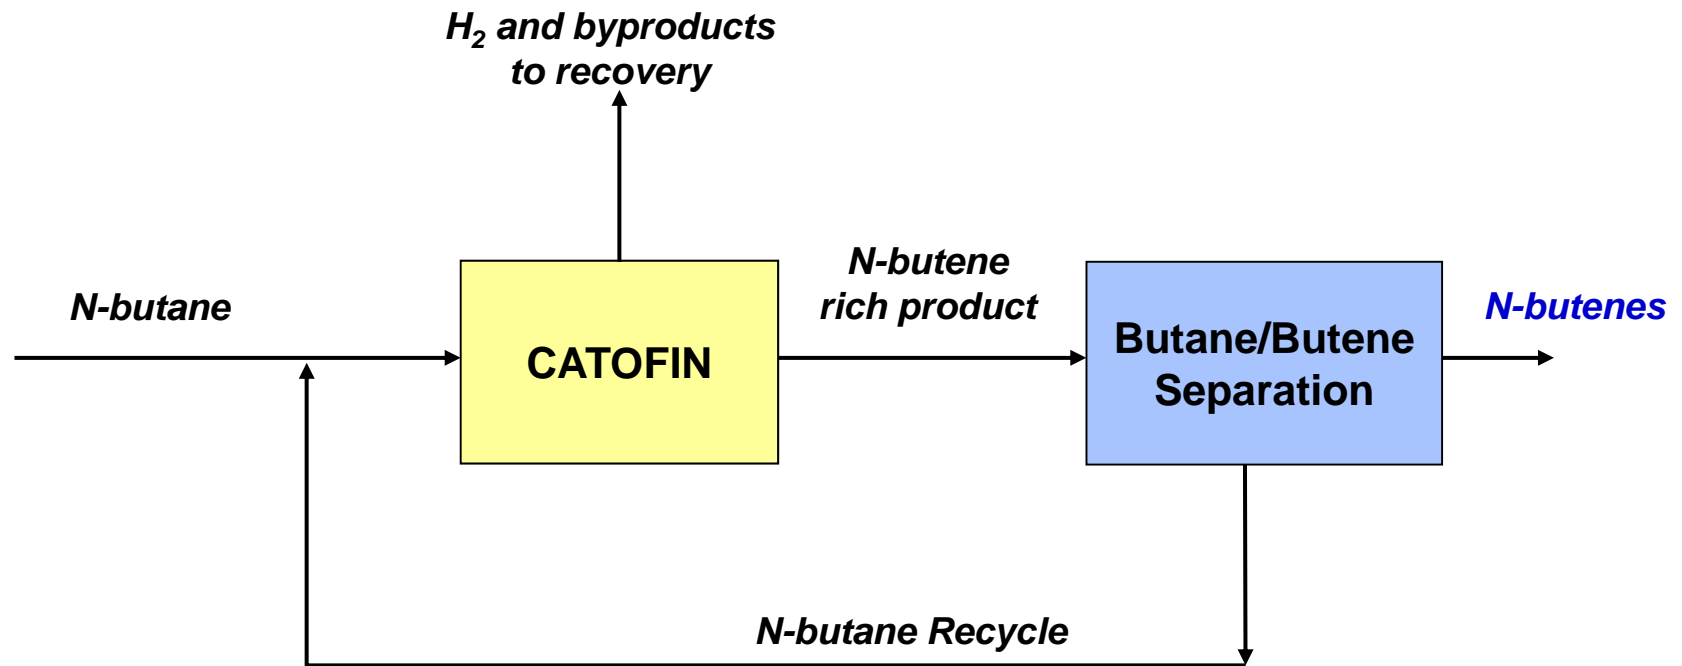 H₂ and byproducts
to recovery
N-butane
CATOFIN
N-butene
rich product
Butane/Butene
Separation
N-butenes
N-butane Recycle